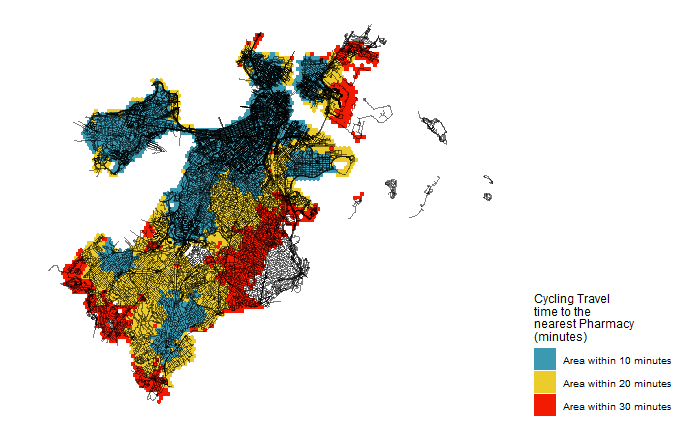 Cycling Travel
time to the
nearest Pharmacy
(minutes)
Area within 10 minutes
Area within 20 minutes
Area within 30 minutes